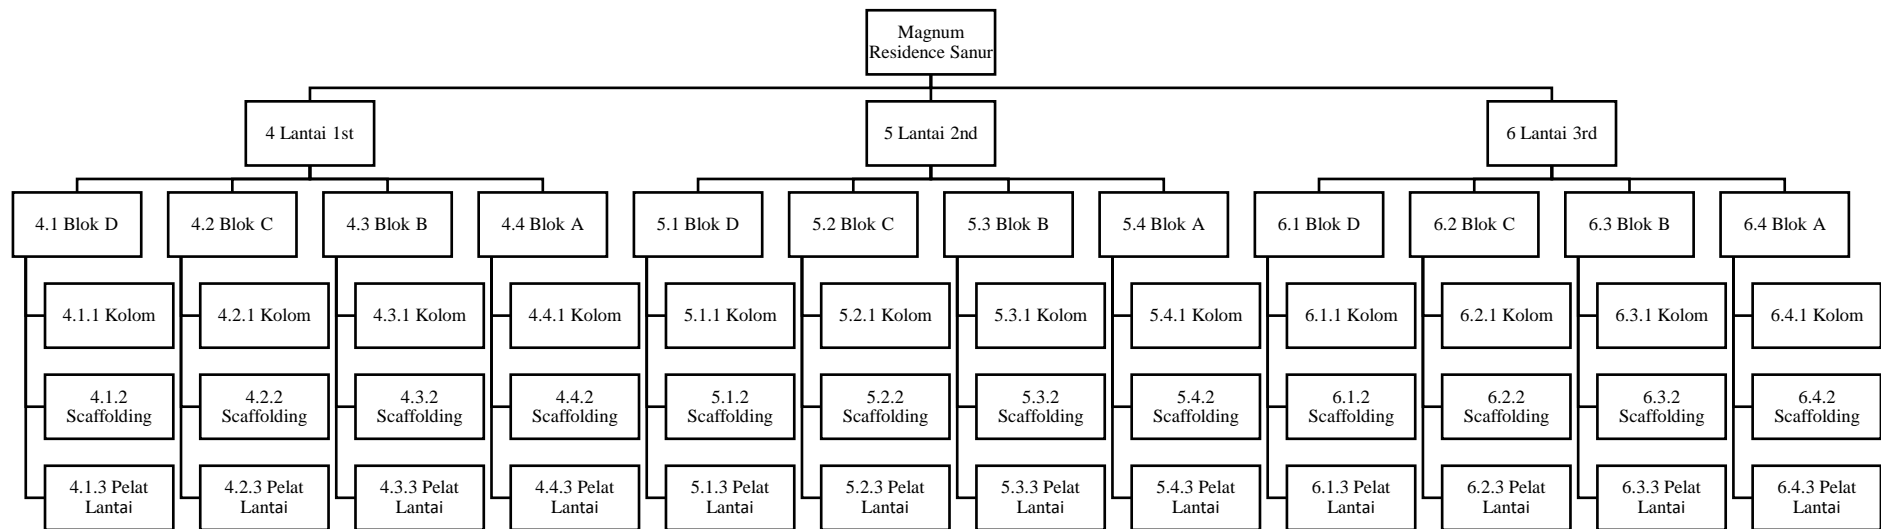 Magnum
Residence Sanur
4 Lantai 1st
5 Lantai 2nd
6 Lantai 3rd
4.1 Blok D
4.2 Blok C
4.3 Blok B
4.4 Blok A
5.1 Blok D
5.2 Blok C
5.3 Blok B
5.4 Blok A
6.1 Blok D
6.2 Blok C
6.3 Blok B
6.4 Blok A
4.1.1 Kolom
4.2.1 Kolom
4.3.1 Kolom
4.4.1 Kolom
5.1.1 Kolom
5.2.1 Kolom
5.3.1 Kolom
5.4.1 Kolom
6.1.1 Kolom
6.2.1 Kolom
6.3.1 Kolom
6.4.1 Kolom
4.1.2
Scaffolding
4.2.2
Scaffolding
4.3.2
Scaffolding
4.4.2
Scaffolding
5.1.2
Scaffolding
5.2.2
Scaffolding
5.3.2
Scaffolding
5.4.2
Scaffolding
6.1.2
Scaffolding
6.2.2
Scaffolding
6.3.2
Scaffolding
6.4.2
Scaffolding
4.1.3 Pelat
Lantai
4.2.3 Pelat
Lantai
4.3.3 Pelat
Lantai
4.4.3 Pelat
Lantai
5.1.3 Pelat
Lantai
5.2.3 Pelat
Lantai
5.3.3 Pelat
Lantai
5.4.3 Pelat
Lantai
6.1.3 Pelat
Lantai
6.2.3 Pelat
Lantai
6.3.3 Pelat
Lantai
6.4.3 Pelat
Lantai